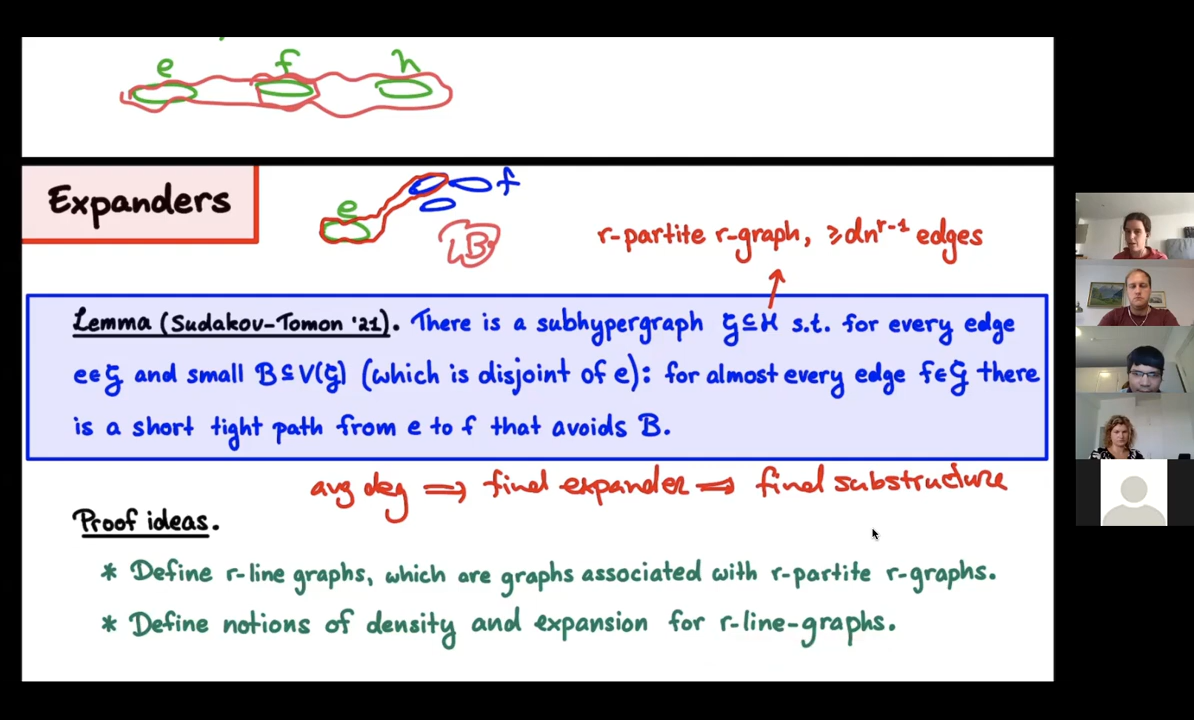 e f h
Expanders
e f
B
r-partite r-graph, ≥dn^{r-1} edges
Lemma (Sudakov-Tomon '21). There is a subhypergraph G ⊆ H s.t. for every edge
e∈G and small B⊆V(G) (which is disjoint of e): for almost every edge f∈G there
is a short tight path from e to f that avoids B.
avg deg ⟹ find expander ⟹ find substructure
Proof ideas.
* Define r-line graphs, which are graphs associated with r-partite r-graphs.
* Define notions of density and expansion for r-line-graphs.